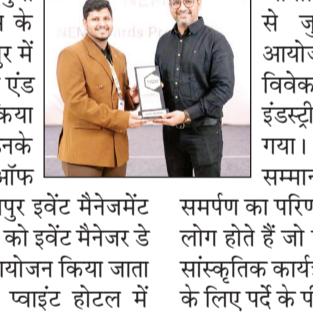 के
र में
एंड
किया
नके
ऑफ
पुर इवेंट मैनेजमेंट
को इवेंट मैनेजर डे
योजन किया जाता
प्वाइंट होटल में
से जु
आयोज
विवेक
इंडस्ट्री
गया।
सम्मान
समर्पण का परिण
लोग होते हैं जो
सांस्कृतिक कार्य
के लिए पर्दे के पी